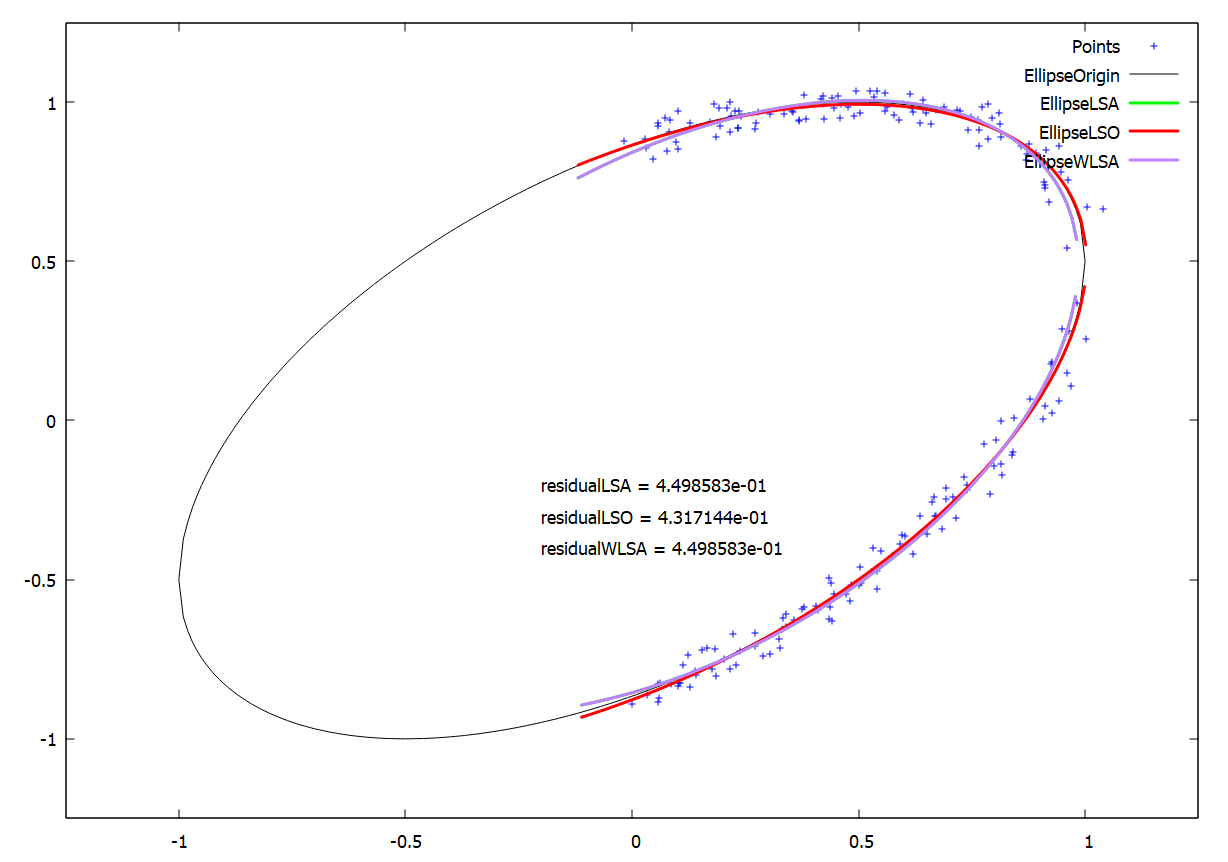 1
0.5
0
-0.5
-1
Points
EllipseOrigin
EllipseLSA
EllipseLSO
EllipseWLSA
residualLSA = 4.498583e-01
residualLSO = 4.317144e-01
residualWLSA = 4.498583e-01
-1 -0.5 0 0.5 1